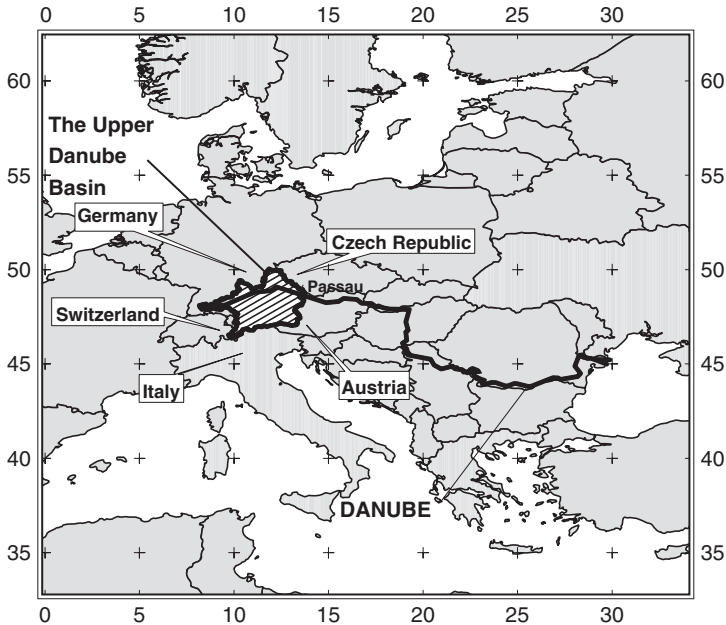 0 5 10 15 20 25 30
60 60
The Upper
Danube
Basin
55 55
Germany
Czech Republic
50 50
Passau
Switzerland
45 45
Italy
Austria
40 40
DANUBE
35 35
0 5 10 15 20 25 30